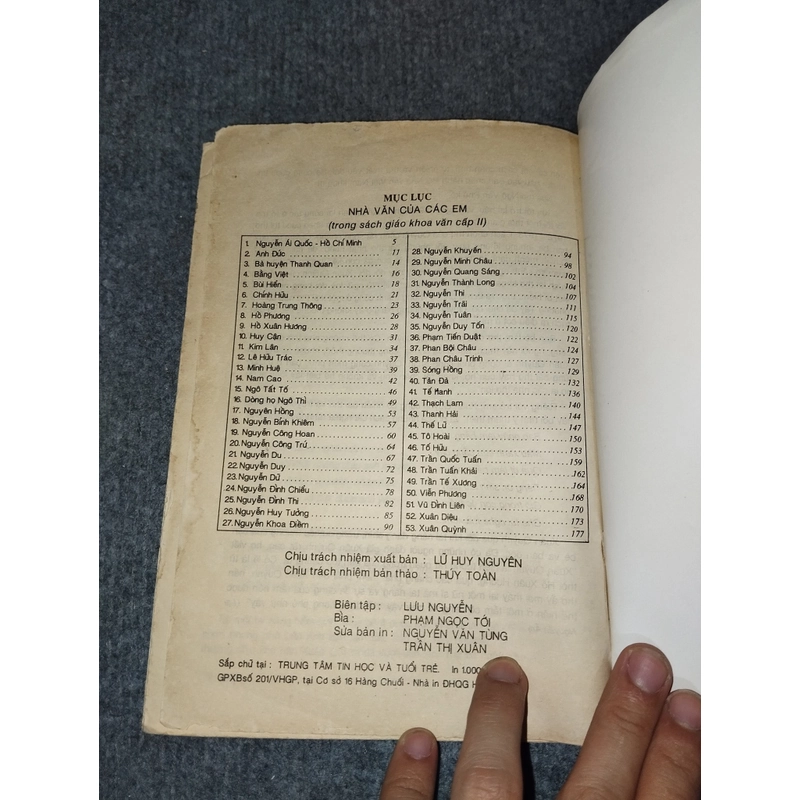 MỤC LỤC
NHÀ VĂN CỦA CÁC EM
(trong sách giáo khoa văn cấp II)
1. Nguyễn Ái Quốc - Hồ Chí Minh 5
2. Anh Đức 11
3. Bà huyện Thanh Quan 14
4. Bằng Việt 16
5. Bùi Hiển 18
6. Chính Hữu 21
7. Hoàng Trung Thông 23
8. Hồ Phương 26
9. Hồ Xuân Hương 28
10. Huy Cận 31
11. Kim Lân 34
12. Lê Hữu Trác 37
13. Minh Huệ 39
14. Nam Cao 42
15. Ngô Tất Tố 46
16. Dòng họ Ngô Thì 49
17. Nguyên Hồng 53
18. Nguyễn Bỉnh Khiêm 57
19. Nguyễn Công Hoan 60
20. Nguyễn Công Trứ 64
21. Nguyễn Du 67
22. Nguyễn Duy 72
23. Nguyễn Dữ 75
24. Nguyễn Đình Chiểu 78
25. Nguyễn Đình Thi 82
26. Nguyễn Huy Tưởng 85
27. Nguyễn Khoa Điềm 90
28. Nguyễn Khuyến 94
29. Nguyễn Minh Châu 98
30. Nguyễn Quang Sáng 102
31. Nguyễn Thành Long 104
32. Nguyễn Thi 107
33. Nguyễn Trãi 111
34. Nguyễn Tuân 115
35. Nguyễn Duy Tốn 120
36. Phạm Tiến Duật 122
37. Phan Bội Châu 124
38. Phan Châu Trinh 127
39. Sóng Hồng 129
40. Tản Đà 132
41. Tế Hanh 136
42. Thạch Lam 140
43. Thanh Hải 144
44. Thế Lữ 147
45. Tô Hoài 150
46. Tố Hữu 153
47. Trần Quốc Tuấn 159
48. Trần Tuấn Khải 162
49. Trần Tế Xương 164
50. Viễn Phương 168
51. Vũ Đình Liên 170
52. Xuân Diệu 173
53. Xuân Quỳnh 177
Chịu trách nhiệm xuất bản : LỮ HUY NGUYÊN
Chịu trách nhiệm bản thảo : THÚY TOÀN
Biên tập : LƯU NGUYỄN
Bìa : PHẠM NGỌC TỚI
Sửa bản in : NGUYỄN VĂN TÙNG
TRẦN THỊ XUÂN
Sắp chữ tại : TRUNG TÂM TIN HỌC VÀ TUỔI TRẺ. In 1.000
GPXB số 201/VHGP, tại Cơ sở 16 Hàng Chuối - Nhà in ĐHQG